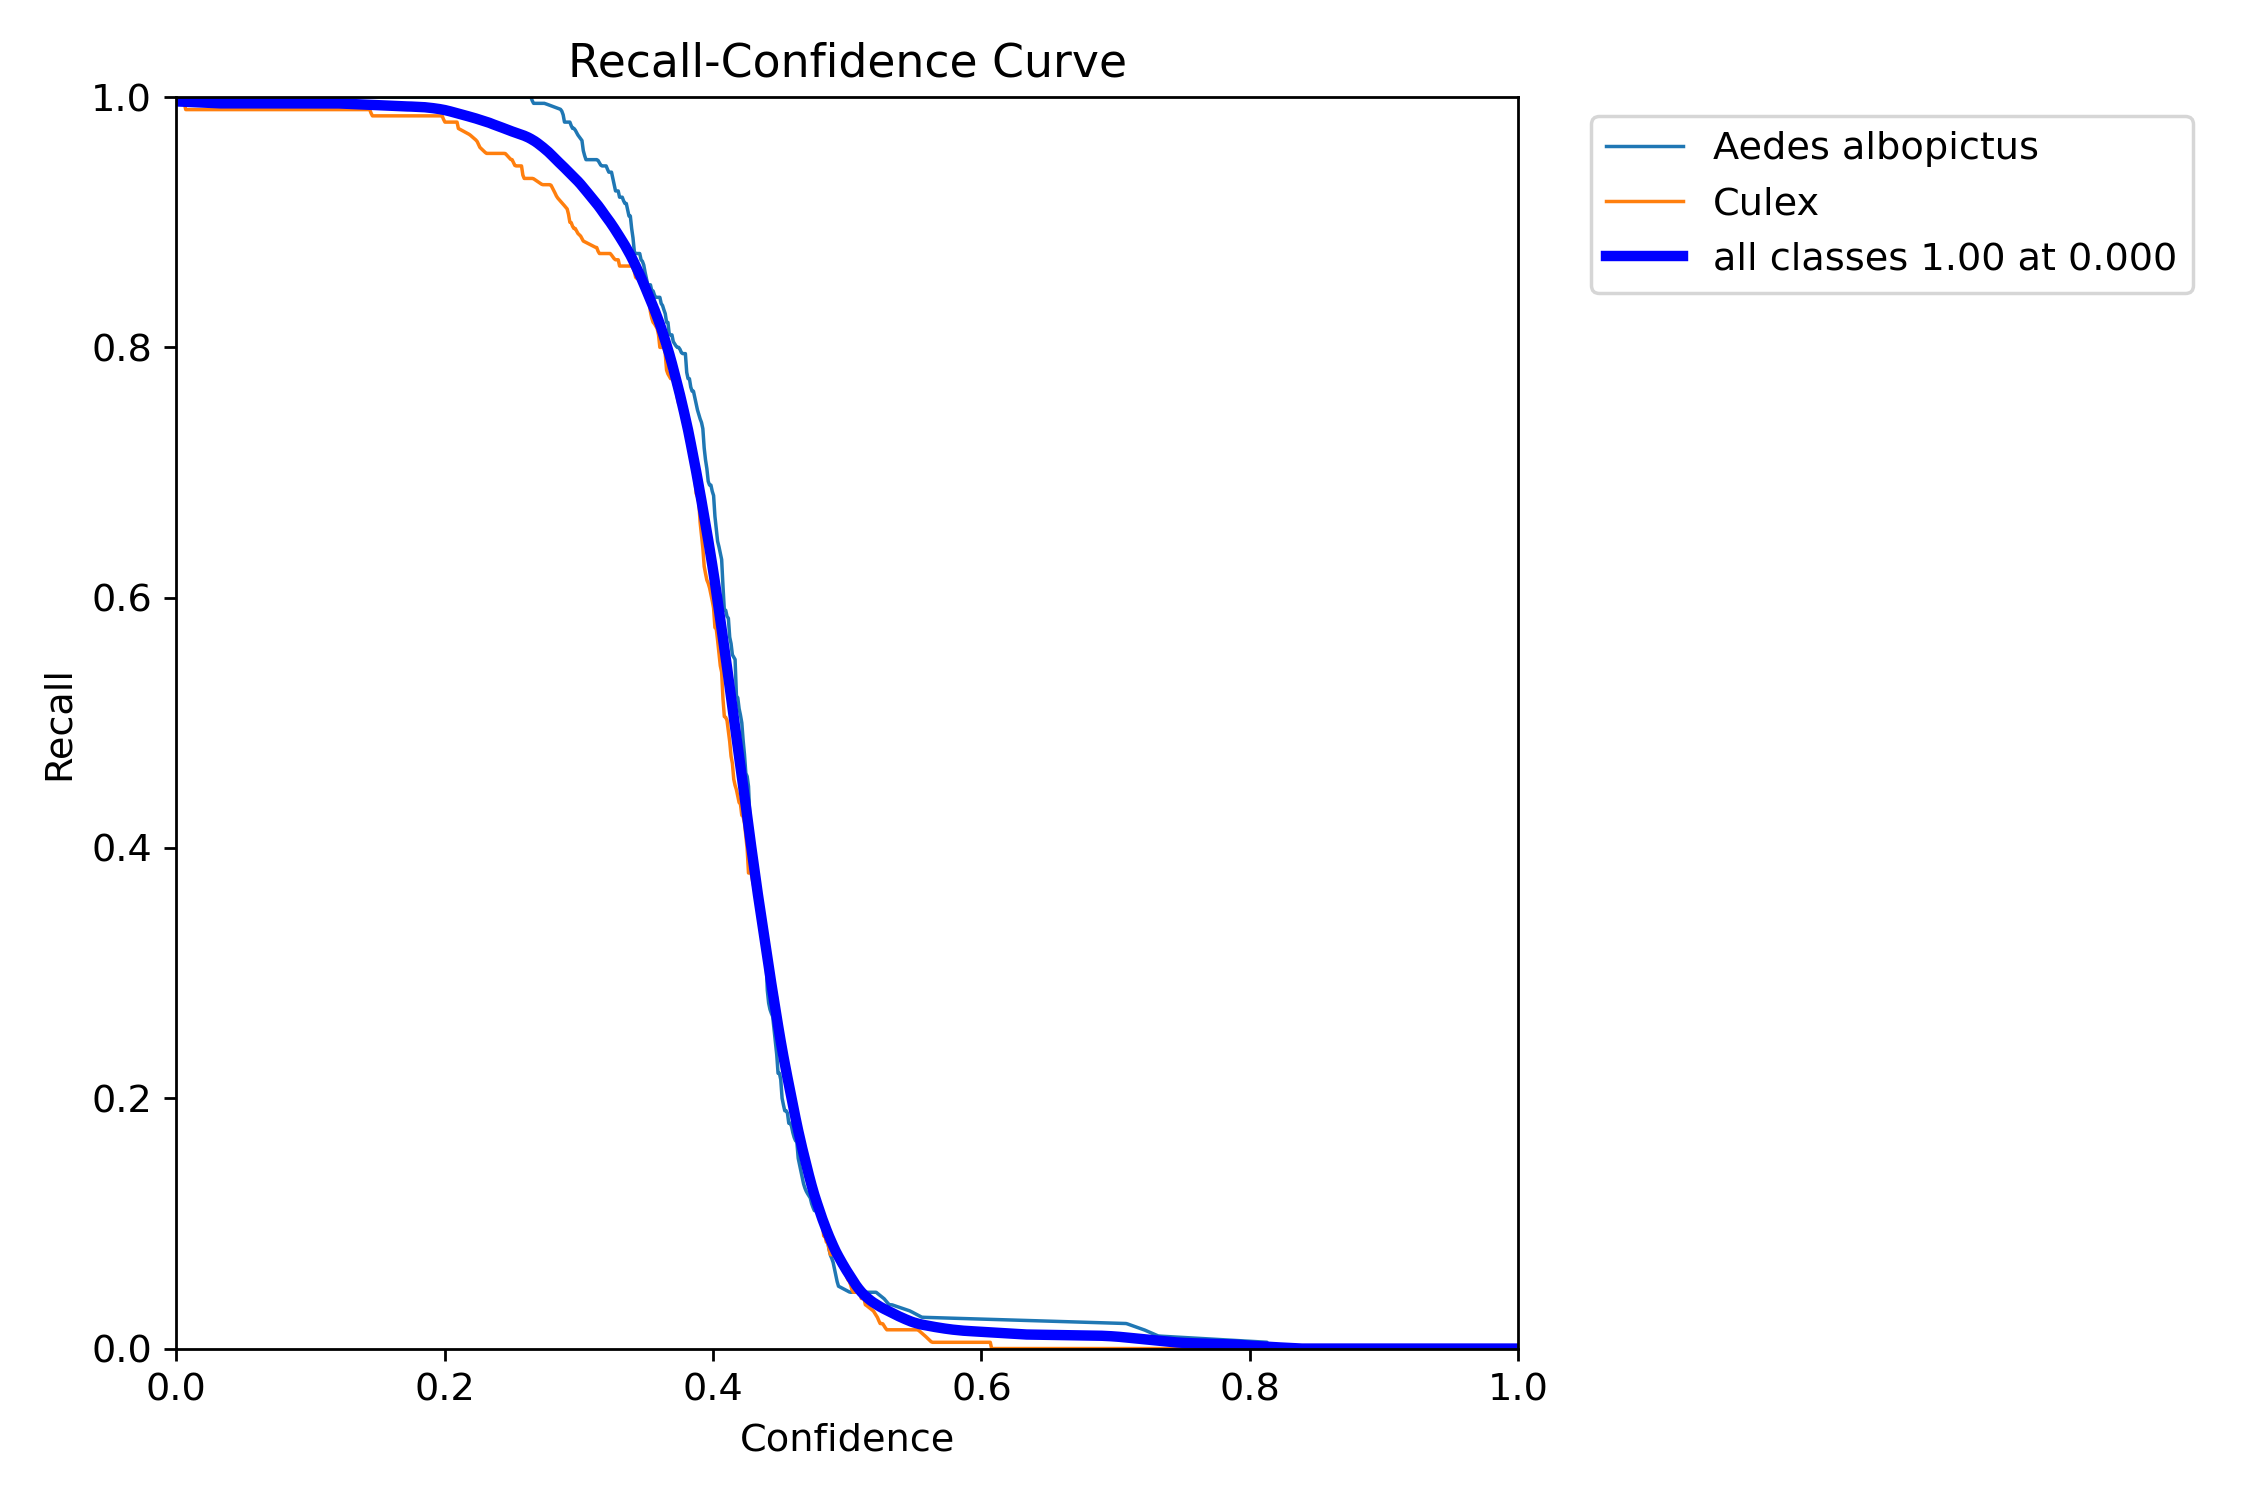 Recall-Confidence Curve
Aedes albopictus
Culex
all classes 1.00 at 0.000
Recall
1.0
0.8
0.6
0.4
0.2
0.0
0.0 0.2 0.4 0.6 0.8 1.0
Confidence